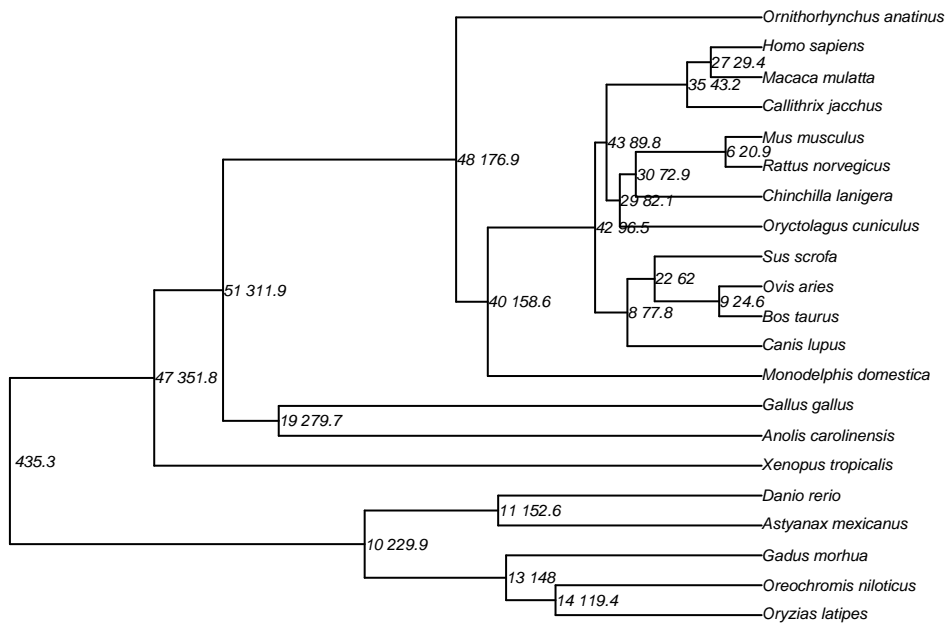 Ornithorhynchus anatinus
Homo sapiens
27 29.4
Macaca mulatta
35 43.2
Callithrix jacchus
Mus musculus
43 89.8
6 20.9
48 176.9
Rattus norvegicus
30 72.9
Chinchilla lanigera
29 82.1
Oryctolagus cuniculus
42 96.5
Sus scrofa
22 62
Ovis aries
51 311.9
40 158.6
9 24.6
8 77.8
Bos taurus
Canis lupus
47 351.8
Monodelphis domestica
Gallus gallus
19 279.7
Anolis carolinensis
435.3
Xenopus tropicalis
Danio rerio
11 152.6
Astyanax mexicanus
10 229.9
Gadus morhua
13 148
Oreochromis niloticus
14 119.4
Oryzias latipes